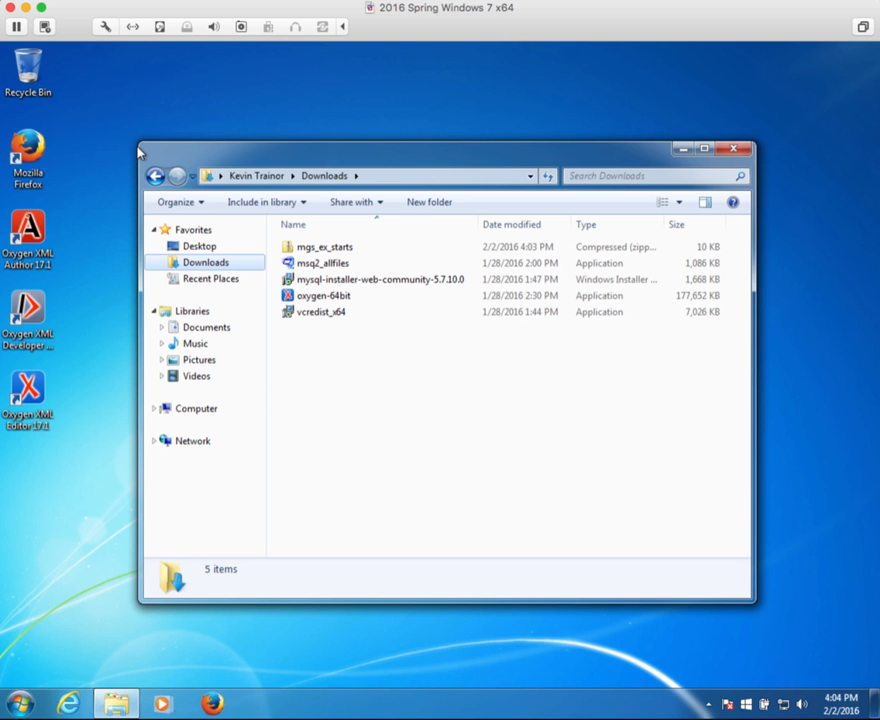 2016 Spring Windows 7 x64
Recycle Bin
Mozilla
Firefox
Oxygen XML
Author 17.1
Oxygen XML
Developer ...
Oxygen XML
Editor 17.1
Kevin Trainor
Downloads
Search Downloads
Organize
Include in library
Share with
New folder
Name
Date modified
Type
Size
Favorites
Desktop
Downloads
Recent Places
Libraries
Documents
Music
Pictures
Videos
Computer
Network
mgs_ex_starts 2/2/2016 4:03 PM Compressed (zipp... 10 KB
msq2_allfiles 1/28/2016 2:00 PM Application 1,086 KB
mysql-installer-web-community-5.7.10.0 1/28/2016 1:47 PM Windows Installer ... 1,668 KB
oxygen-64bit 1/28/2016 2:30 PM Application 177,652 KB
vcredist_x64 1/28/2016 1:44 PM Application 7,026 KB
5 items
4:04 PM
2/2/2016